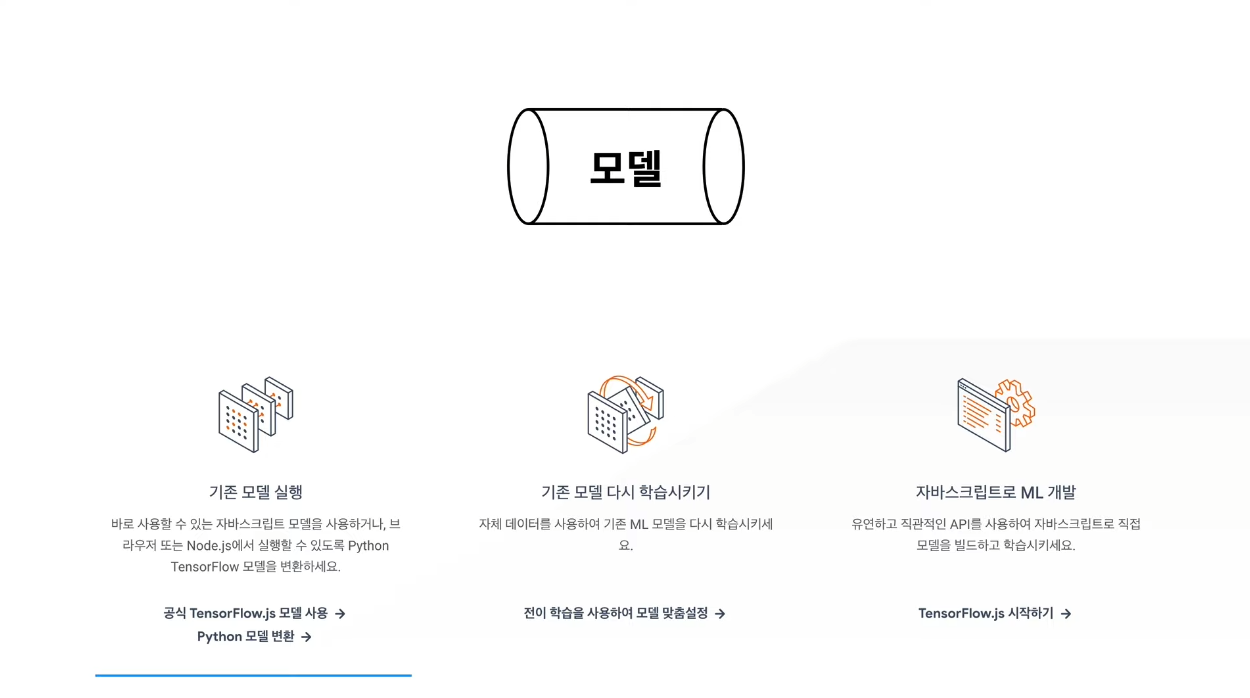 모델
기존 모델 실행
바로 사용할 수 있는 자바스크립트 모델을 사용하거나, 브
라우저 또는 Node.js에서 실행할 수 있도록 Python
TensorFlow 모델을 변환하세요.
공식 TensorFlow.js 모델 사용 →
Python 모델 변환 →
기존 모델 다시 학습시키기
자체 데이터를 사용하여 기존 ML 모델을 다시 학습시키세
요.
전이 학습을 사용하여 모델 맞춤설정 →
자바스크립트로 ML 개발
유연하고 직관적인 API를 사용하여 자바스크립트로 직접
모델을 빌드하고 학습시키세요.
TensorFlow.js 시작하기 →